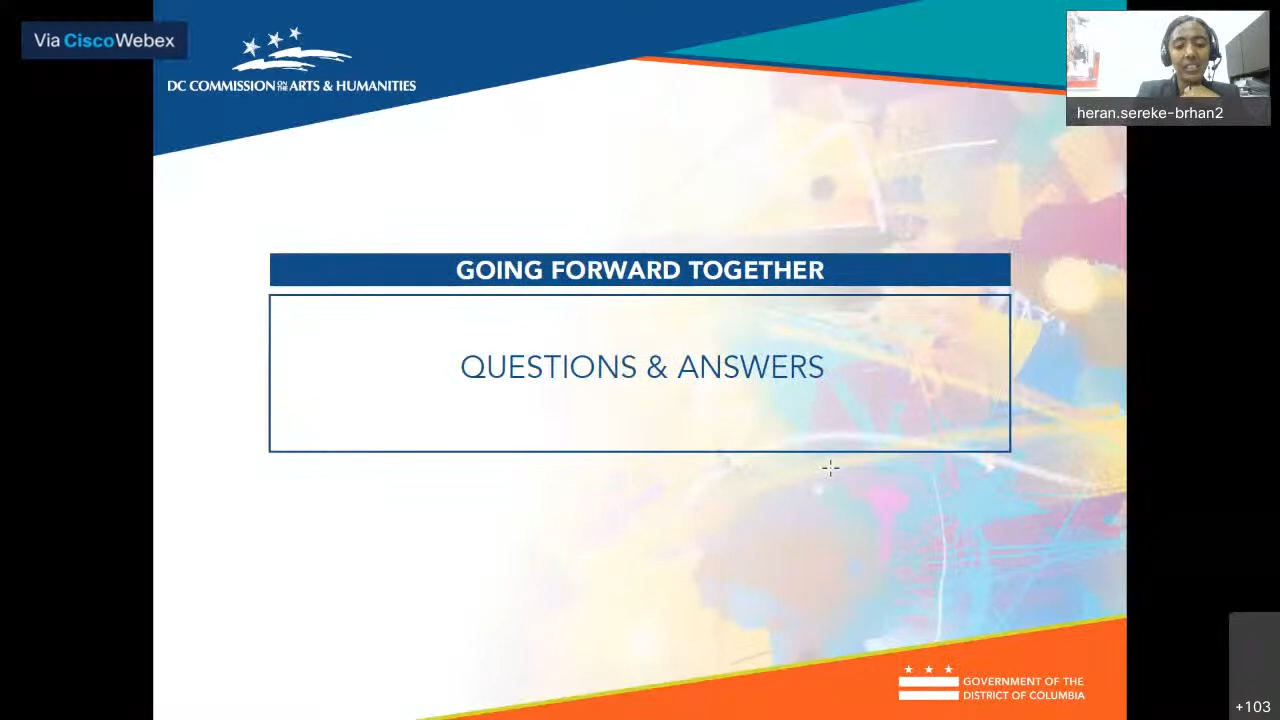 Via CiscoWebex
DC COMMISSION ON THE ARTS & HUMANITIES
heran.sereke-brhan2
GOING FORWARD TOGETHER
QUESTIONS & ANSWERS
GOVERNMENT OF THE
DISTRICT OF COLUMBIA
+103